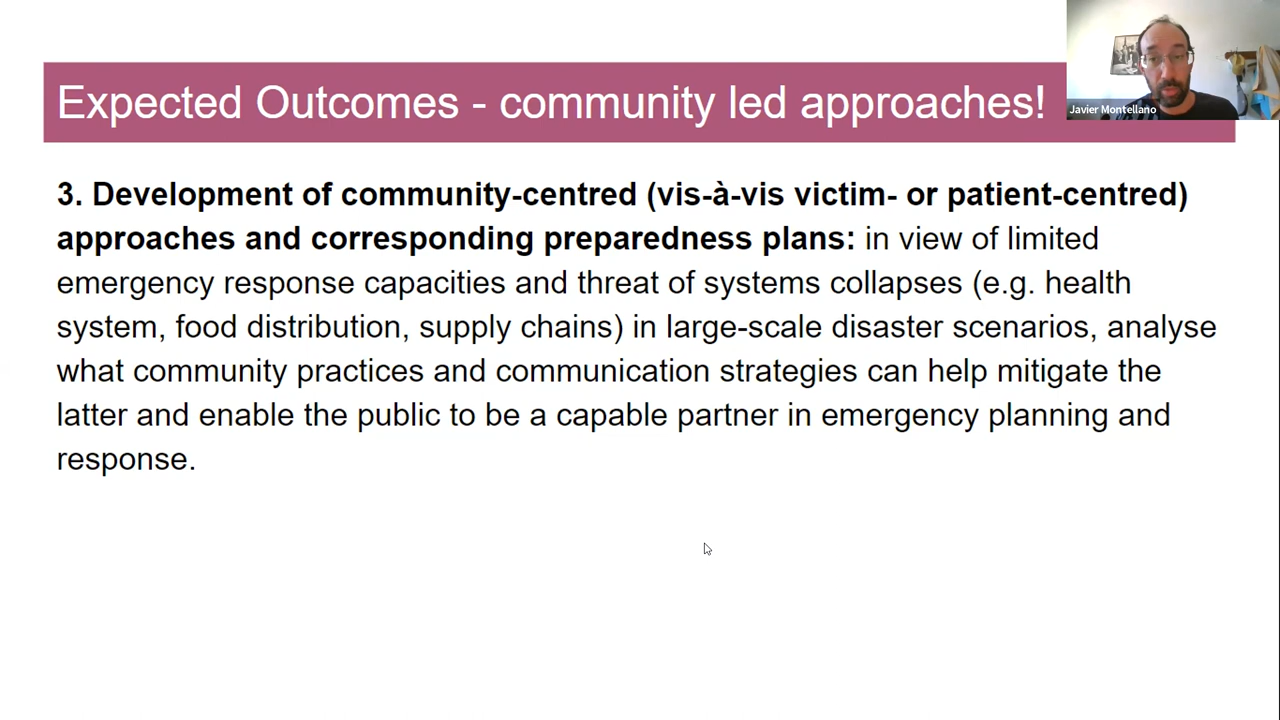 Expected Outcomes - community led approaches!
Javier Montellano
3. Development of community-centred (vis-à-vis victim- or patient-centred)
approaches and corresponding preparedness plans: in view of limited
emergency response capacities and threat of systems collapses (e.g. health
system, food distribution, supply chains) in large-scale disaster scenarios, analyse
what community practices and communication strategies can help mitigate the
latter and enable the public to be a capable partner in emergency planning and
response.